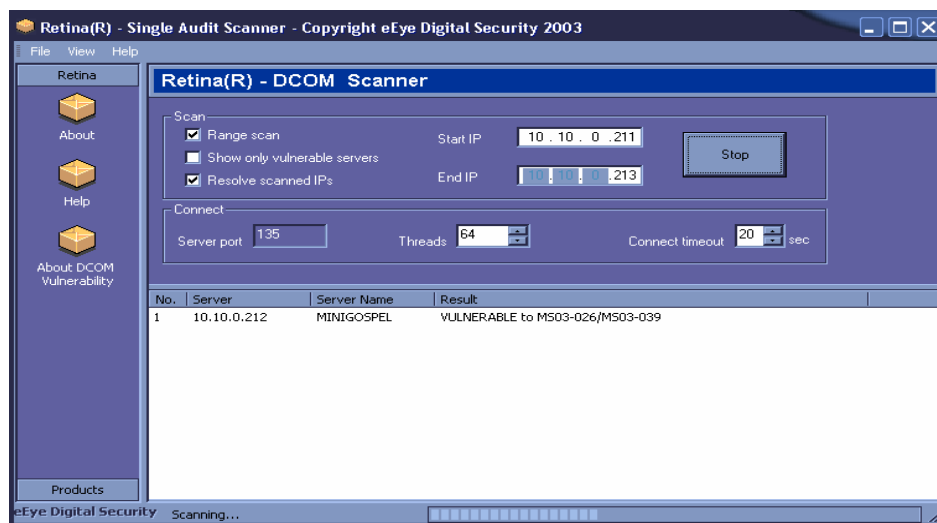 Retina(R) - Single Audit Scanner - Copyright eEye Digital Security 2003
File View Help
Retina
About
Help
About DCOM
Vulnerability
Products
Retina(R) - DCOM Scanner
Scan
Range scan
Show only vulnerable servers
Resolve scanned IPs
Start IP 10 . 10 . 0 .211
End IP 10 . 10 . 0 .213
Stop
Connect
Server port 135
Threads 64
Connect timeout 20 sec
No. Server Server Name Result
1 10.10.0.212 MINIGOSPEL VULNERABLE to MS03-026/MS03-039
eEye Digital Security Scanning...